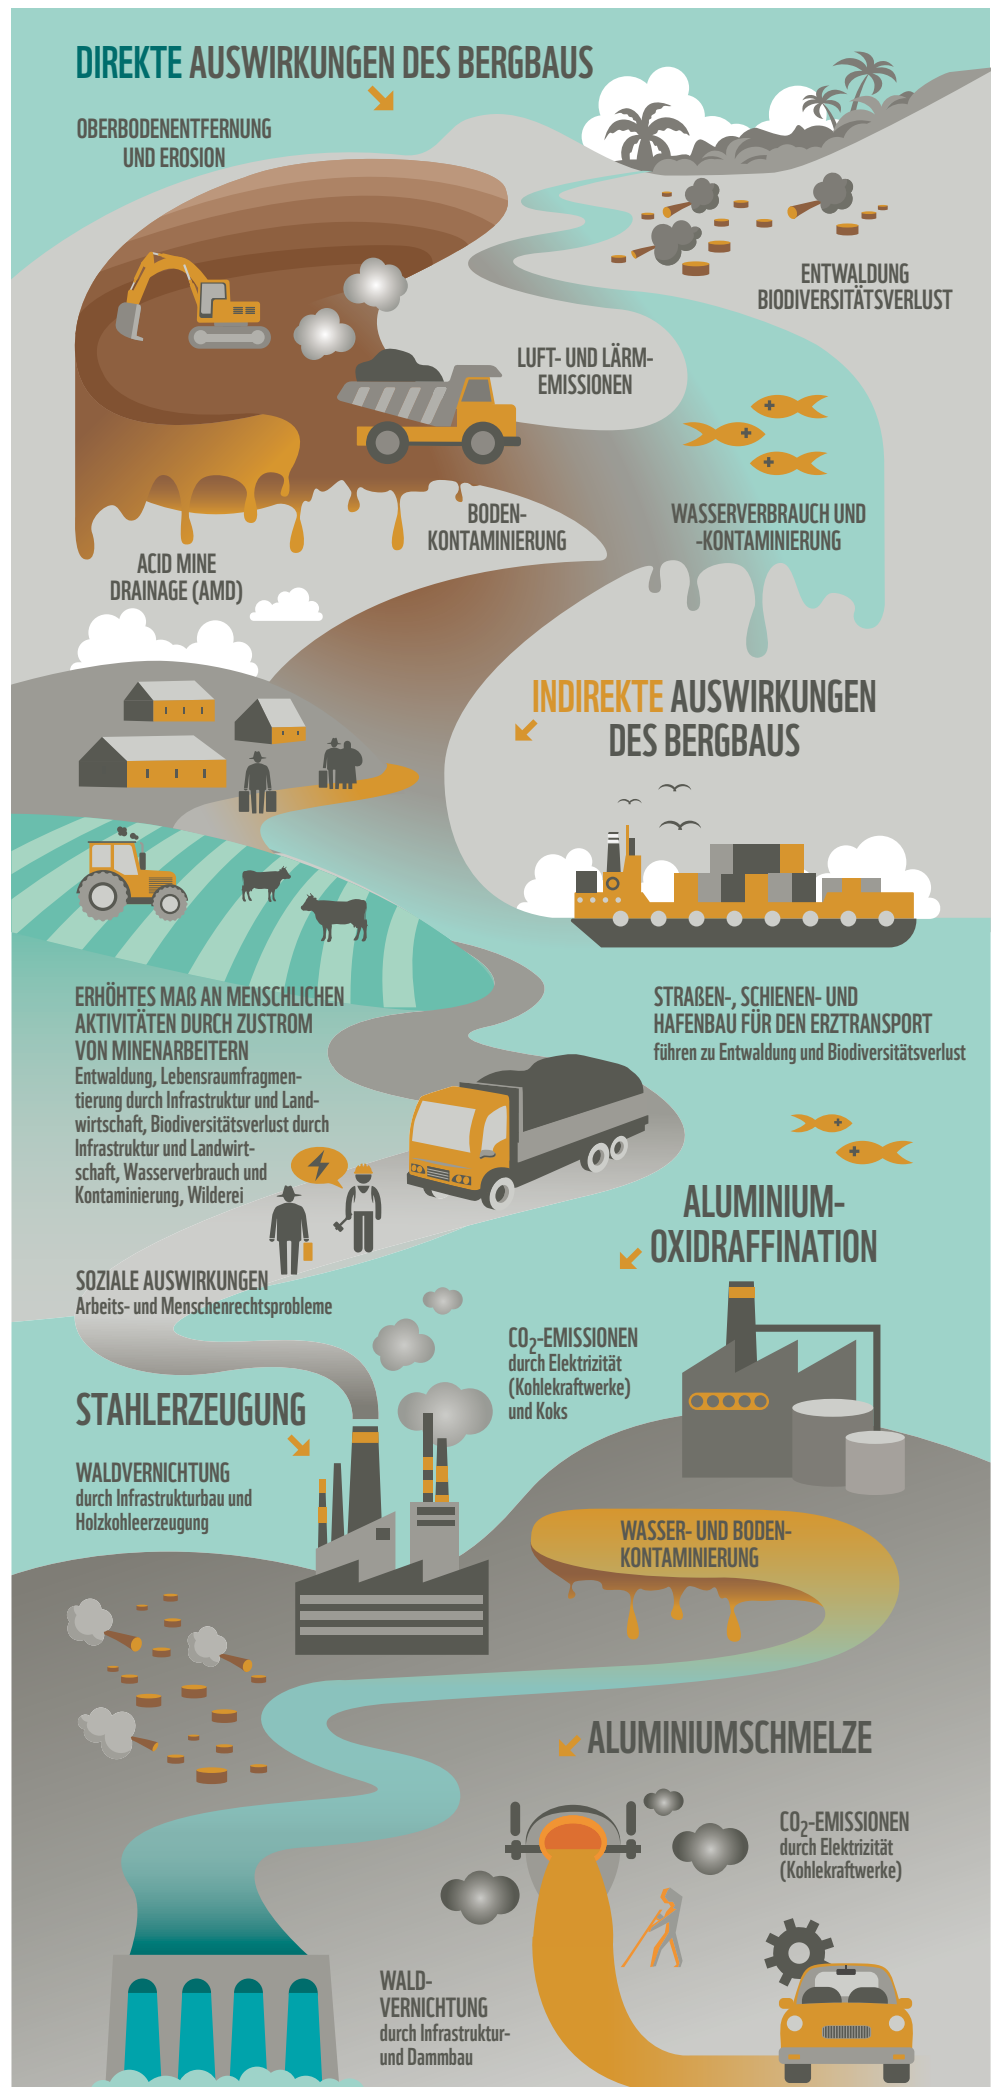 DIREKTE AUSWIRKUNGEN DES BERGBAUS
OBERBODENENTFERNUNG
UND EROSION
ENTWALDUNG
BIODIVERSITÄTSVERLUST
LUFT- UND LÄRM-
EMISSIONEN
BODEN-
KONTAMINIERUNG
WASSERVERBRAUCH UND
-KONTAMINIERUNG
ACID MINE
DRAINAGE (AMD)
INDIREKTE AUSWIRKUNGEN
DES BERGBAUS
ERHÖHTES MAß AN MENSCHLICHEN
AKTIVITÄTEN DURCH ZUSTROM
VON MINENARBEITERN
Entwaldung, Lebensraumfragmen-
tierung durch Infrastruktur und Land-
wirtschaft, Biodiversitätsverlust durch
Infrastruktur und Landwirt-
schaft, Wasserverbrauch und
Kontaminierung, Wilderei
STRAßEN-, SCHIENEN- UND
HAFENBAU FÜR DEN ERZTRANSPORT
führen zu Entwaldung und Biodiversitätsverlust
SOZIALE AUSWIRKUNGEN
Arbeits- und Menschenrechtsprobleme
ALUMINIUM-
OXIDRAFFINATION
CO2-EMISSIONEN
durch Elektrizität
(Kohlekraftwerke)
und Koks
STAHLERZEUGUNG
WALDVERNICHTUNG
durch Infrastrukturbau und
Holzkohleerzeugung
WASSER- UND BODEN-
KONTAMINIERUNG
ALUMINIUMSCHMELZE
CO2-EMISSIONEN
durch Elektrizität
(Kohlekraftwerke)
WALD-
VERNICHTUNG
durch Infrastruktur-
und Dammbau